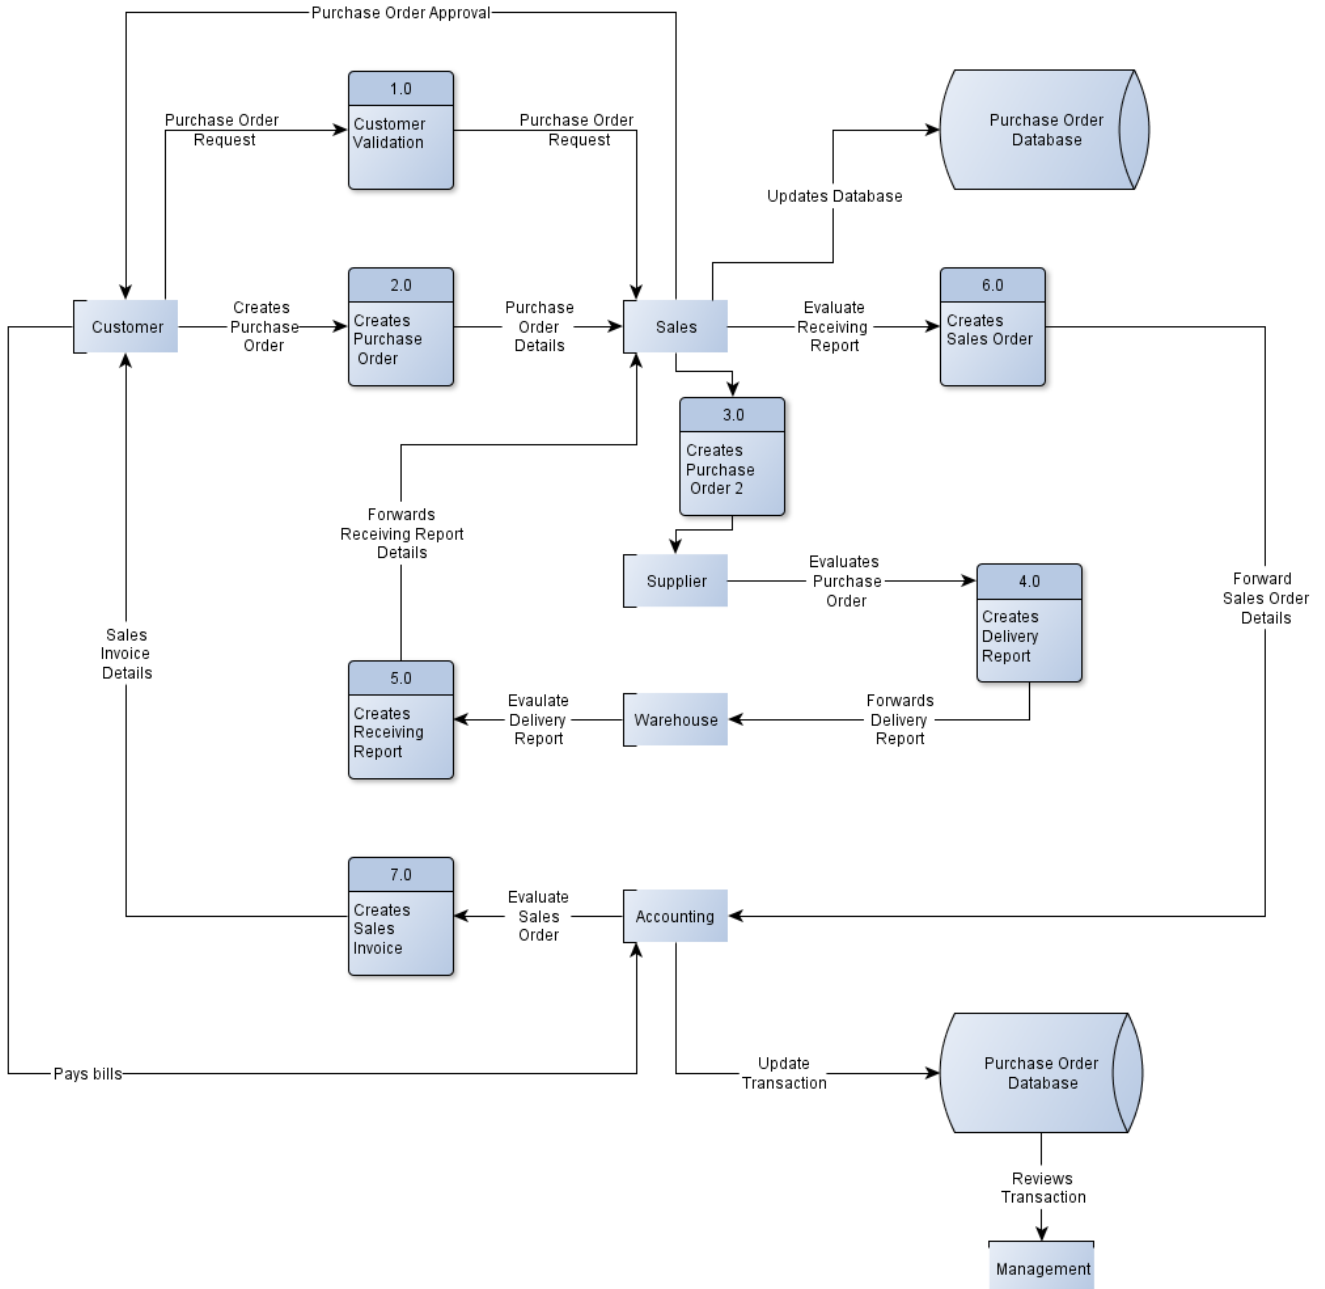 Purchase Order Approval
1.0
Customer
Validation
Purchase Order
Request
Purchase Order
Request
Purchase Order
Database
Updates Database
Customer
Creates
Purchase
Order
2.0
Creates
Purchase
Order
Purchase
Order
Details
Sales
Evaluate
Receiving
Report
6.0
Creates
Sales Order
3.0
Creates
Purchase
Order 2
Forwards
Receiving Report
Details
Supplier
Evaluates
Purchase
Order
4.0
Creates
Delivery
Report
Forward
Sales Order
Details
Sales
Invoice
Details
5.0
Creates
Receiving
Report
Evaulate
Delivery
Report
Warehouse
Forwards
Delivery
Report
7.0
Creates
Sales
Invoice
Evaluate
Sales
Order
Accounting
Pays bills
Update
Transaction
Purchase Order
Database
Reviews
Transaction
Management